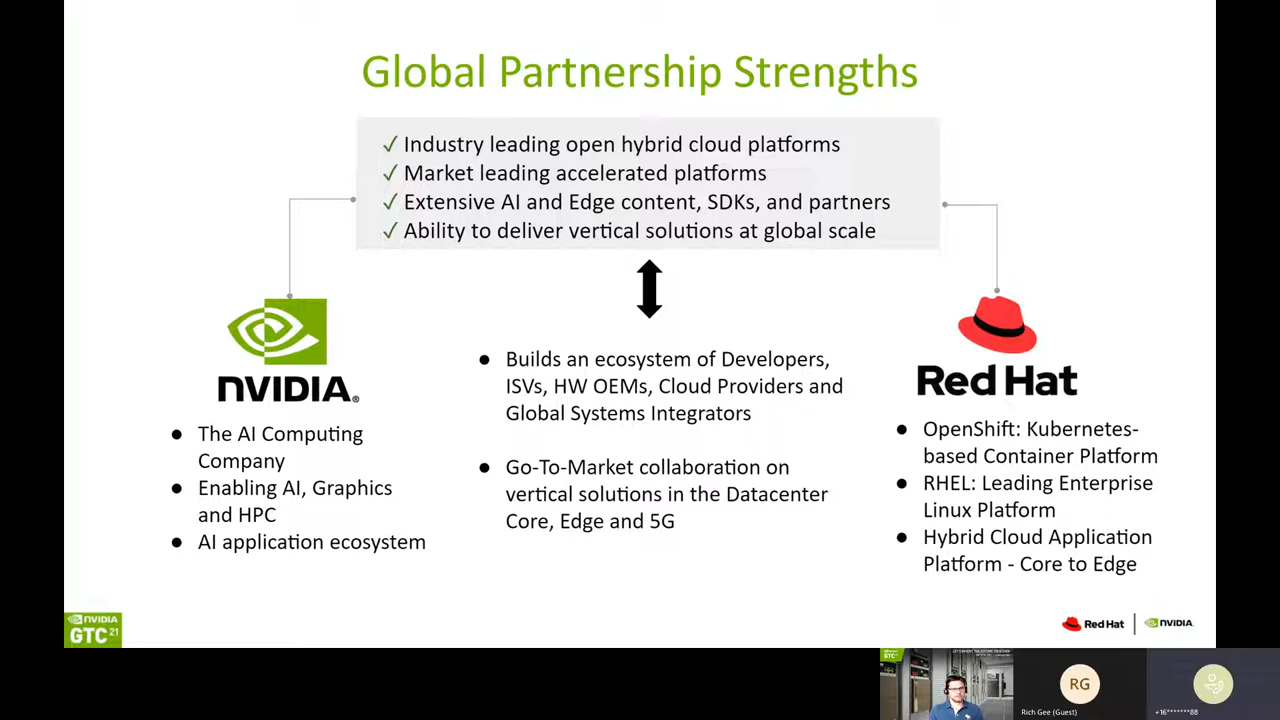 Global Partnership Strengths
✓ Industry leading open hybrid cloud platforms
✓ Market leading accelerated platforms
✓ Extensive AI and Edge content, SDKs, and partners
✓ Ability to deliver vertical solutions at global scale
NVIDIA®
● The AI Computing
Company
● Enabling AI, Graphics
and HPC
● AI application ecosystem
● Builds an ecosystem of Developers,
ISVs, HW OEMs, Cloud Providers and
Global Systems Integrators
● Go-To-Market collaboration on
vertical solutions in the Datacenter
Core, Edge and 5G
Red Hat
● OpenShift: Kubernetes-
based Container Platform
● RHEL: Leading Enterprise
Linux Platform
● Hybrid Cloud Application
Platform - Core to Edge
NVIDIA
GTC 21
Red Hat | NVIDIA
GTC
RG
Rich Gee (Guest)
+16*******88